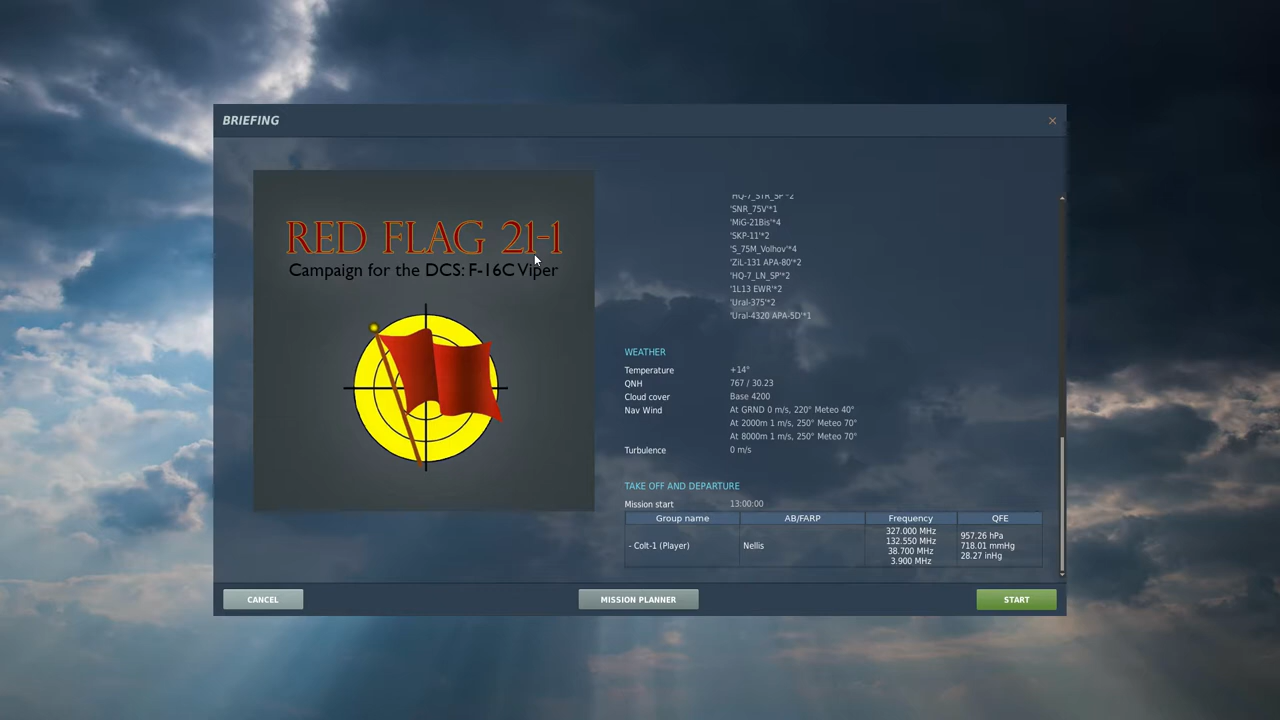 BRIEFING
RED FLAG 21-1
Campaign for the DCS: F-16C Viper
'HQ-7_STR_SP'*2
'SNR_75V'*1
'MiG-21Bis'*4
'SKP-11'*2
'S_75M_Volhov'*4
'ZiL-131 APA-80'*2
'HQ-7_LN_SP'*2
'1L13 EWR'*2
'Ural-375'*2
'Ural-4320 APA-5D'*1
WEATHER
Temperature +14°
QNH 767 / 30.23
Cloud cover Base 4200
Nav Wind At GRND 0 m/s, 220° Meteo 40°
At 2000m 1 m/s, 250° Meteo 70°
At 8000m 1 m/s, 250° Meteo 70°
Turbulence 0 m/s
TAKE OFF AND DEPARTURE
Mission start 13:00:00
Group name AB/FARP Frequency QFE
- Colt-1 (Player) Nellis
327.000 MHz
132.550 MHz
38.700 MHz
3.900 MHz
957.26 hPa
718.01 mmHg
28.27 inHg
CANCEL MISSION PLANNER START